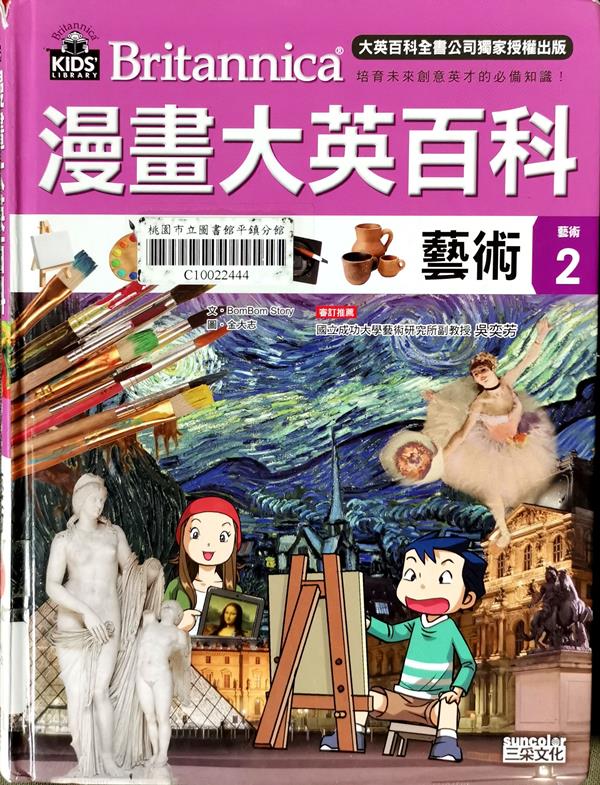 Britannica
KIDS'
LIBRARY
Britannica®
大英百科全書公司獨家授權出版
培育未來創意英才的必備知識！
漫畫大英百科
桃園市立圖書館平鎮分館
C10022444
藝術
藝術
2
文・BomBom Story
圖・金大志
審訂推薦
國立成功大學藝術研究所副教授 吳奕芳
suncolor
三采文化